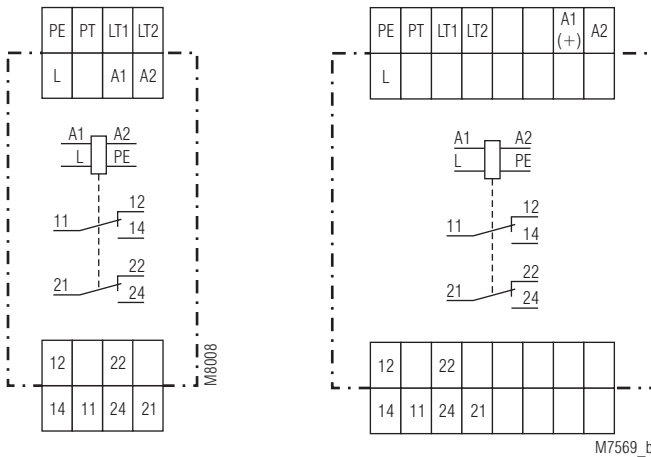 PE PT LT1 LT2
L A1 A2
A1 A2
L PE
12
11 14
22
21 24
12 22
14 11 24 21
M8008
PE PT LT1 LT2 A1 (+) A2
L
A1 A2
L PE
12
11 14
22
21 24
12 22
14 11 24 21
M7569_b